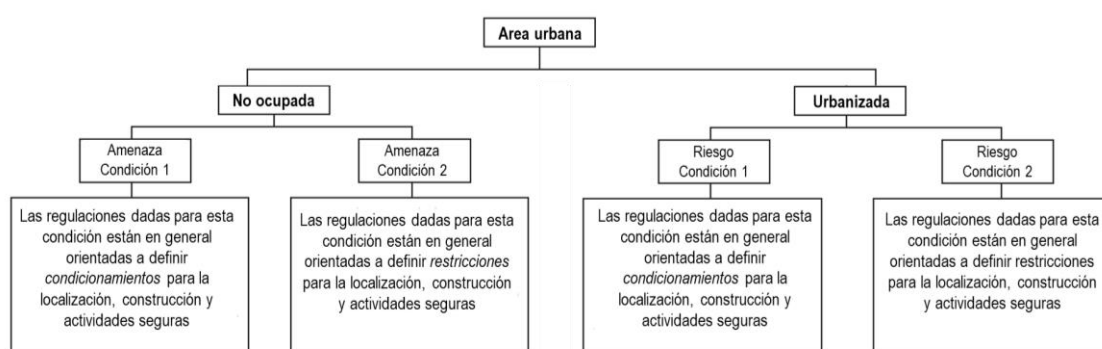 Area urbana
No ocupada
Urbanizada
Amenaza
Condición 1
Amenaza
Condición 2
Riesgo
Condición 1
Riesgo
Condición 2
Las regulaciones dadas para esta
condición están en general
orientadas a definir
condicionamientos para la
localización, construcción y
actividades seguras
Las regulaciones dadas para esta
condición están en general
orientadas a definir restricciones
para la localización, construcción
y actividades seguras
Las regulaciones dadas para esta
condición están en general
orientadas a definir
condicionamientos para la
localización, construcción y
actividades seguras
Las regulaciones dadas para esta
condición están en general
orientadas a definir restricciones
para la localización, construcción
y actividades seguras